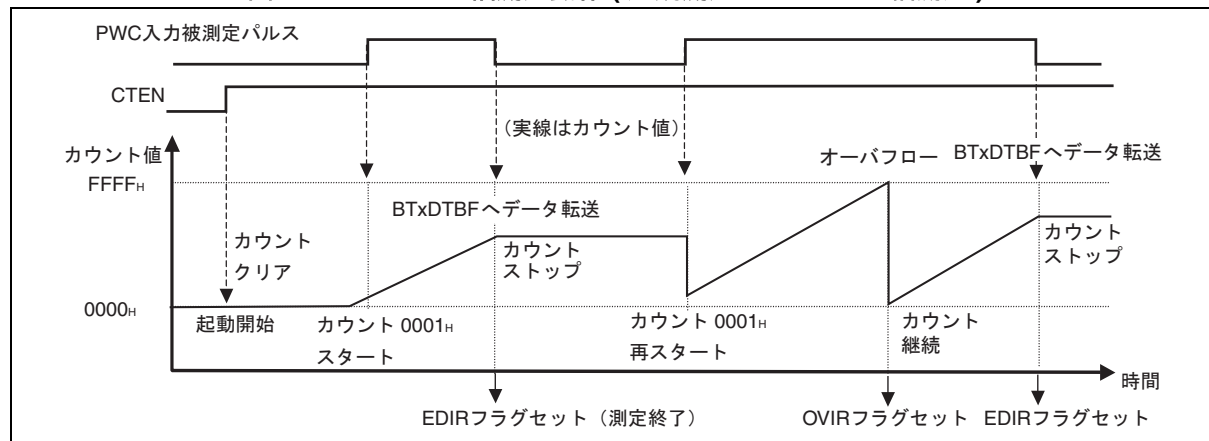 PWC入力被測定パルス
CTEN
（実線はカウント値）
カウント値
オーバフロー
BTxDTBFへデータ転送
FFFFH
BTxDTBFへデータ転送
カウント
クリア
カウント
ストップ
カウント
ストップ
0000H
起動開始
カウント 0001H
スタート
カウント 0001H
再スタート
カウント
継続
時間
EDIRフラグセット（測定終了）
OVIRフラグセット
EDIRフラグセット